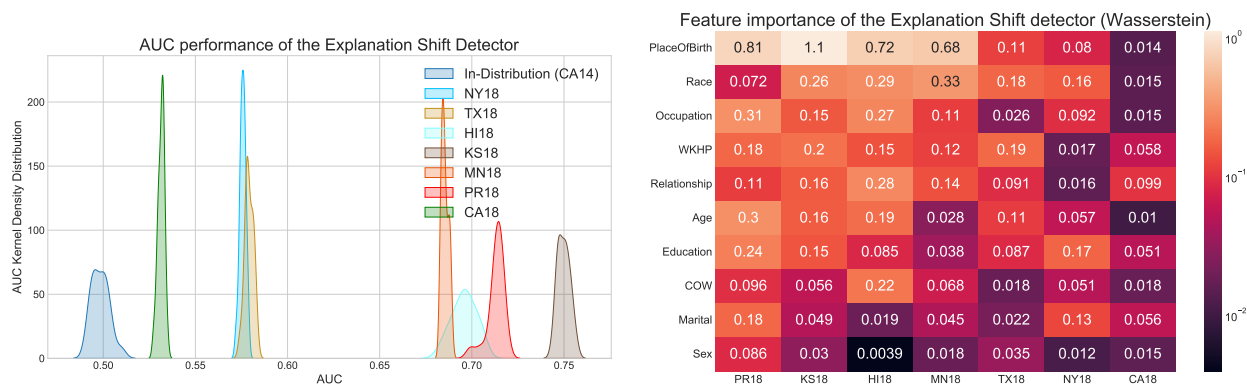 AUC performance of the Explanation Shift Detector
AUC Kernel Density Distribution
200
150
100
50
0
0.50 0.55 0.60 0.65 0.70 0.75
AUC
In-Distribution (CA14)
NY18
TX18
HI18
KS18
MN18
PR18
CA18
Feature importance of the Explanation Shift detector (Wasserstein)
PlaceOfBirth 0.81 1.1 0.72 0.68 0.11 0.08 0.014
Race 0.072 0.26 0.29 0.33 0.18 0.16 0.015
Occupation 0.31 0.15 0.27 0.11 0.026 0.092 0.015
WKHP 0.18 0.2 0.15 0.12 0.19 0.017 0.058
Relationship 0.11 0.16 0.28 0.14 0.091 0.016 0.099
Age 0.3 0.16 0.19 0.028 0.11 0.057 0.01
Education 0.24 0.15 0.085 0.038 0.087 0.17 0.051
COW 0.096 0.056 0.22 0.068 0.018 0.051 0.018
Marital 0.18 0.049 0.019 0.045 0.022 0.13 0.056
Sex 0.086 0.03 0.0039 0.018 0.035 0.012 0.015
PR18 KS18 HI18 MN18 TX18 NY18 CA18
10⁰
10⁻¹
10⁻²